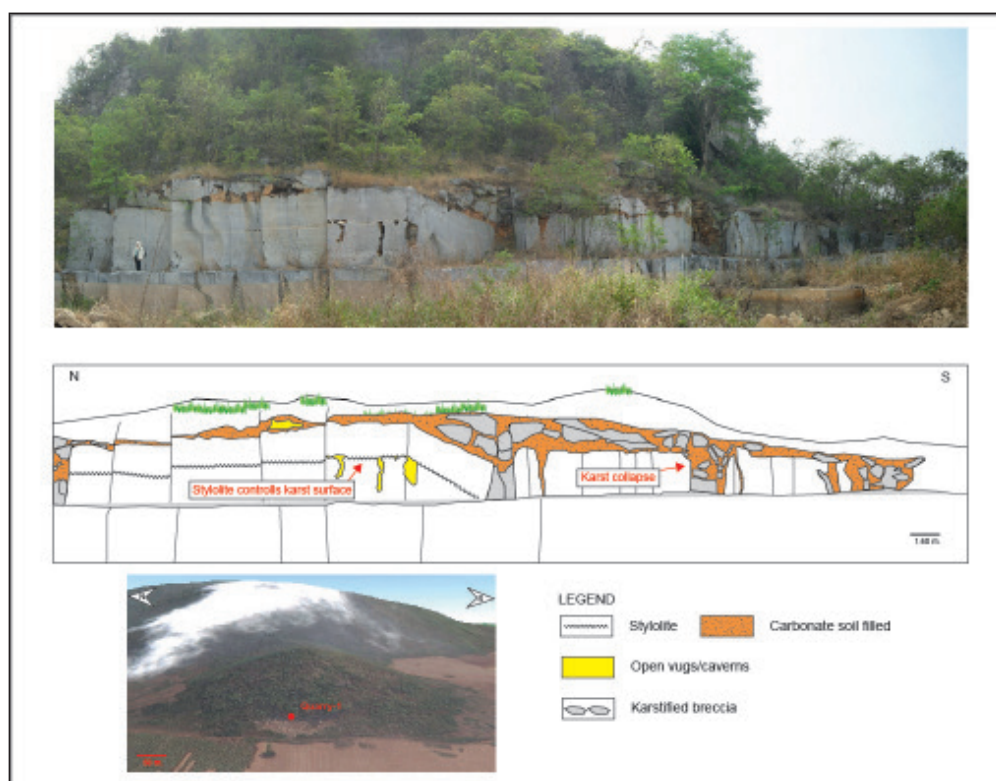 N
S
Stylolite controls karst surface
Karst collapse
LEGEND
Stylolite
Carbonate soil filled
Open vugs/caverns
Karstified breccia